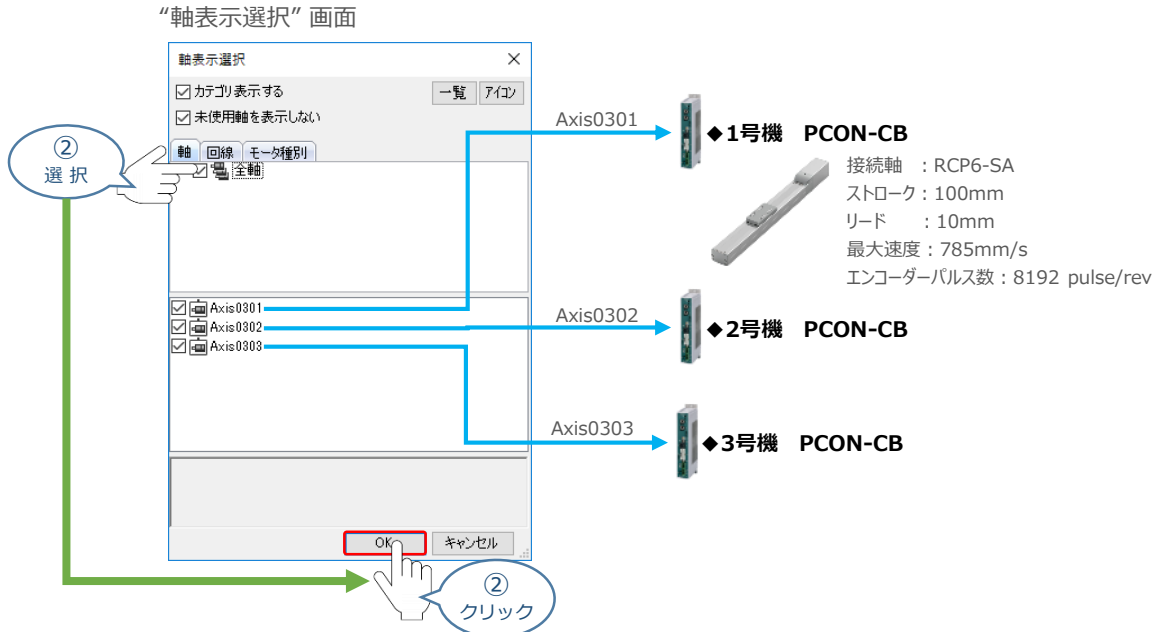 “軸表示選択” 画面
軸表示選択
カテゴリ表示する
一覧 アイコン
未使用軸を表示しない
軸 回線 モータ種別
全軸
②
選 択
Axis0301
Axis0302
Axis0303
Axis0301
◆1号機 PCON-CB
接続軸 ：RCP6-SA
ストローク：100mm
リード ：10mm
最大速度：785mm/s
エンコーダーパルス数：8192 pulse/rev
Axis0302
◆2号機 PCON-CB
Axis0303
◆3号機 PCON-CB
OK キャンセル
②
クリック